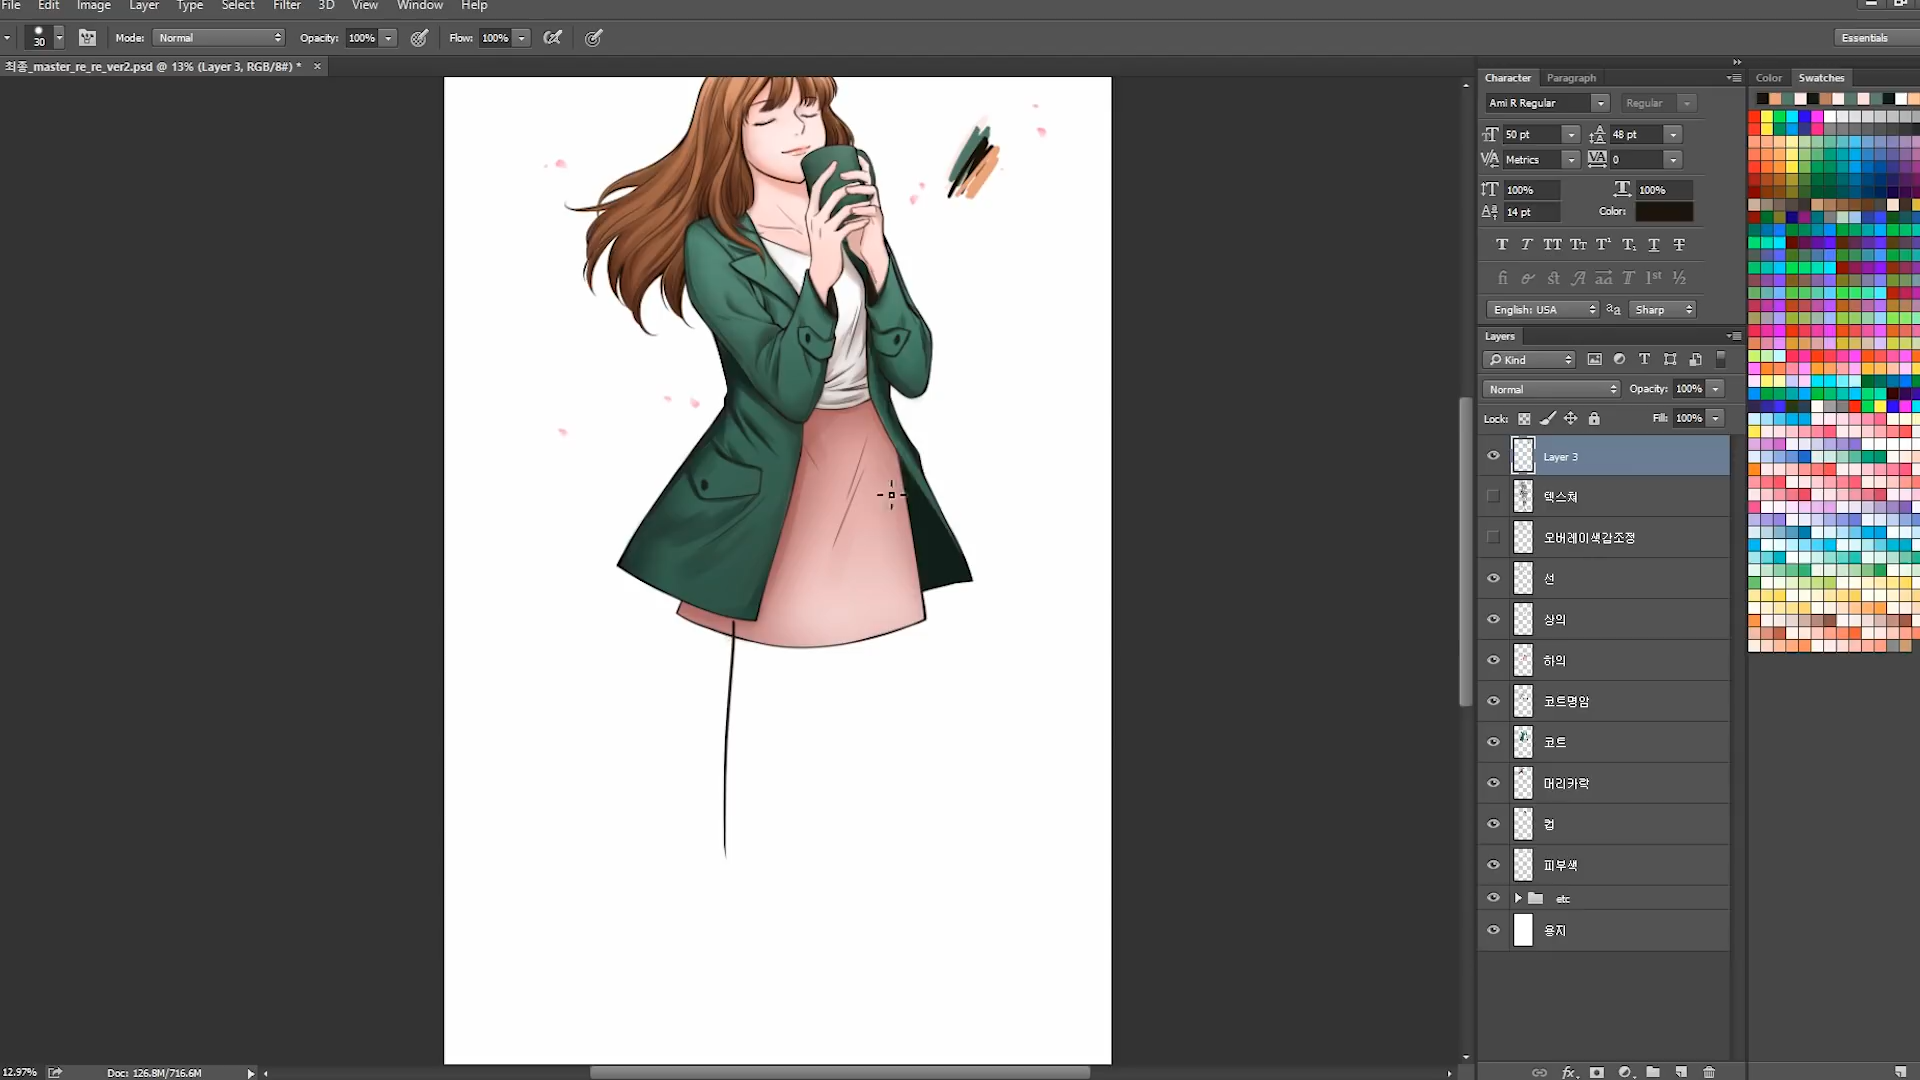 File Edit Image Layer Type Select Filter 3D View Window Help
30 Mode: Normal Opacity: 100% Flow: 100% Essentials
최종_master_re_re_ver2.psd @ 13% (Layer 3, RGB/8#) * ×
Character Paragraph
Ami R Regular Regular
50 pt 48 pt
Metrics 0
100% 100%
14 pt Color:
English: USA aa Sharp
Color Swatches
Layers
Kind
Normal Opacity: 100%
Lock: Fill: 100%
Layer 3
텍스쳐
오버레이색감조정
선
상의
하의
코트명암
코트
머리카락
컵
피부색
etc
용지
12.97% Doc: 126.8M/716.6M